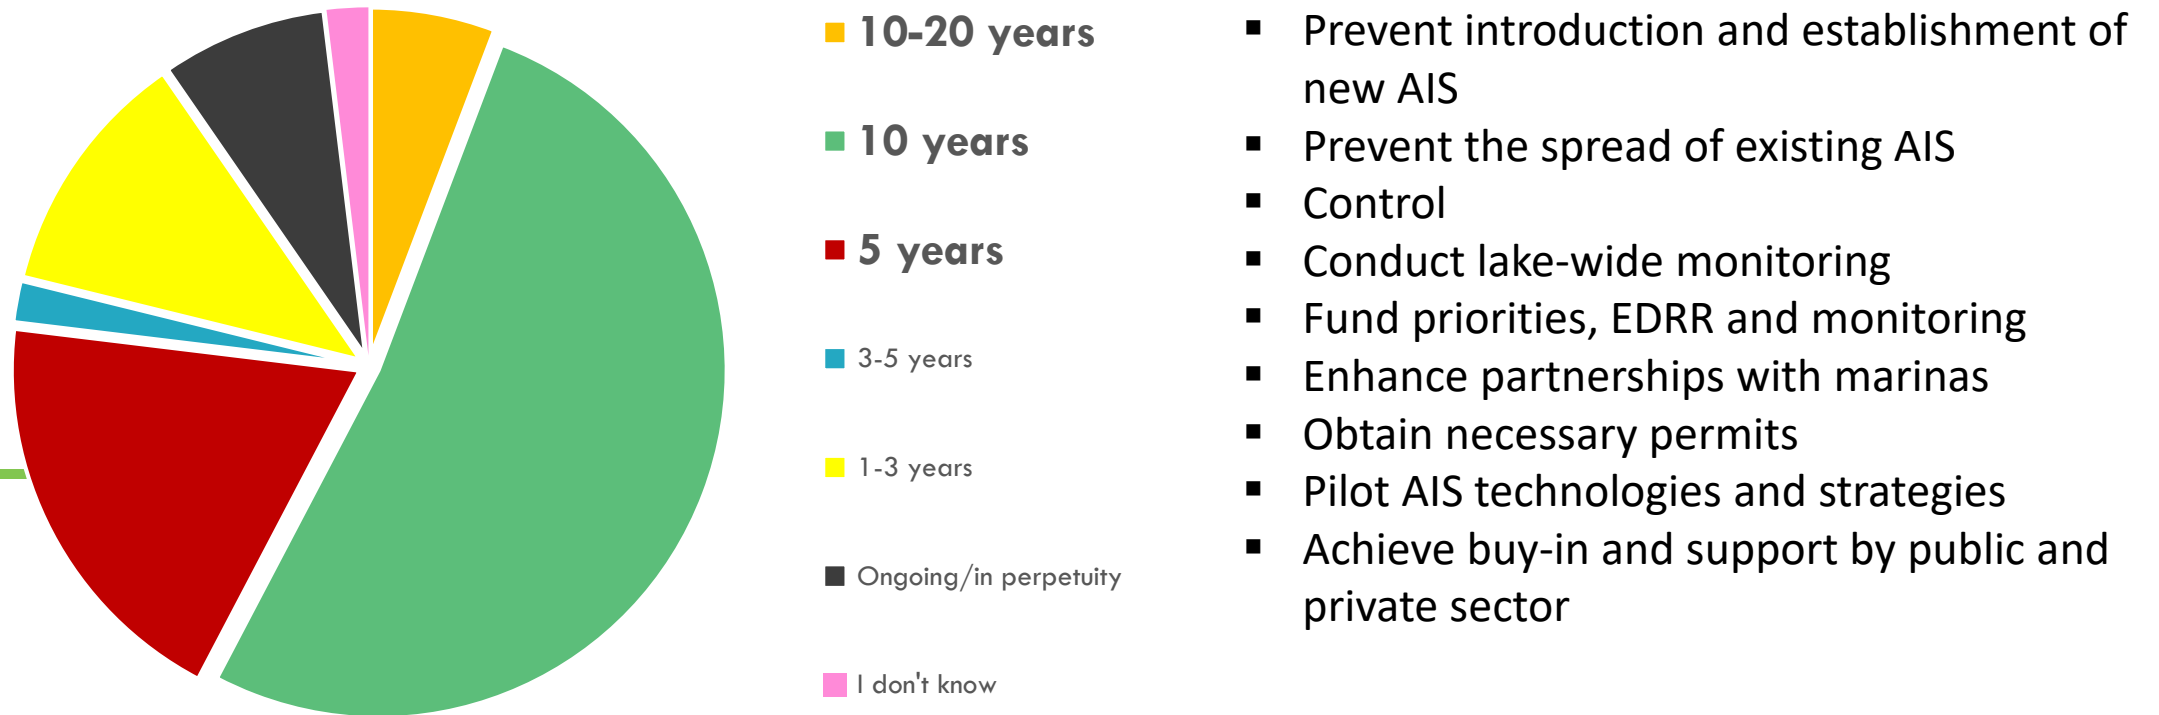 10-20 years
10 years
5 years
3-5 years
1-3 years
Ongoing/in perpetuity
I don't know
▪ Prevent introduction and establishment of
new AIS
▪ Prevent the spread of existing AIS
▪ Control
▪ Conduct lake-wide monitoring
▪ Fund priorities, EDRR and monitoring
▪ Enhance partnerships with marinas
▪ Obtain necessary permits
▪ Pilot AIS technologies and strategies
▪ Achieve buy-in and support by public and
private sector